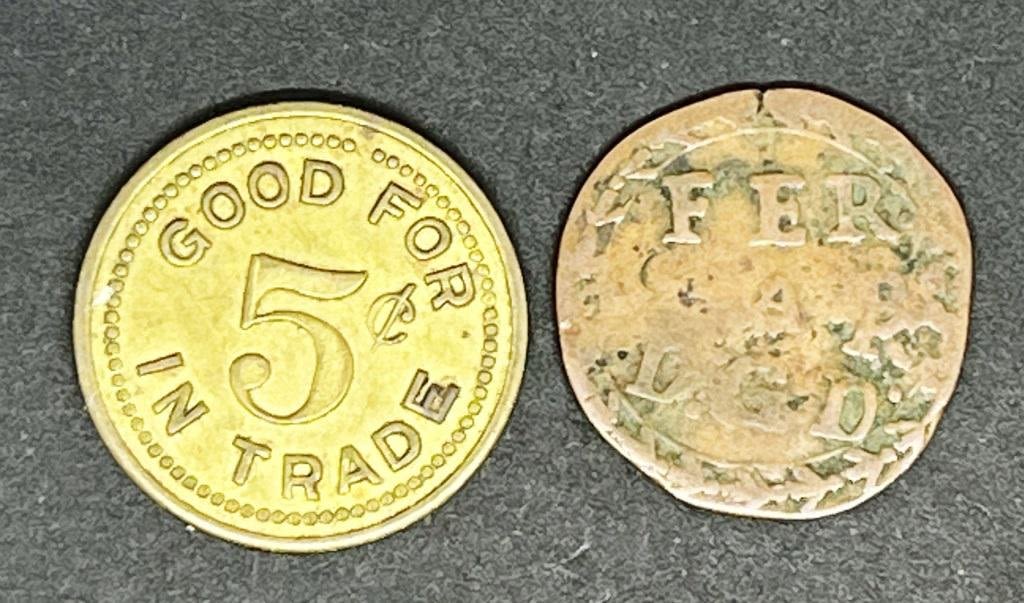 GOOD FOR
5¢
IN TRADE
FER
L.G.D